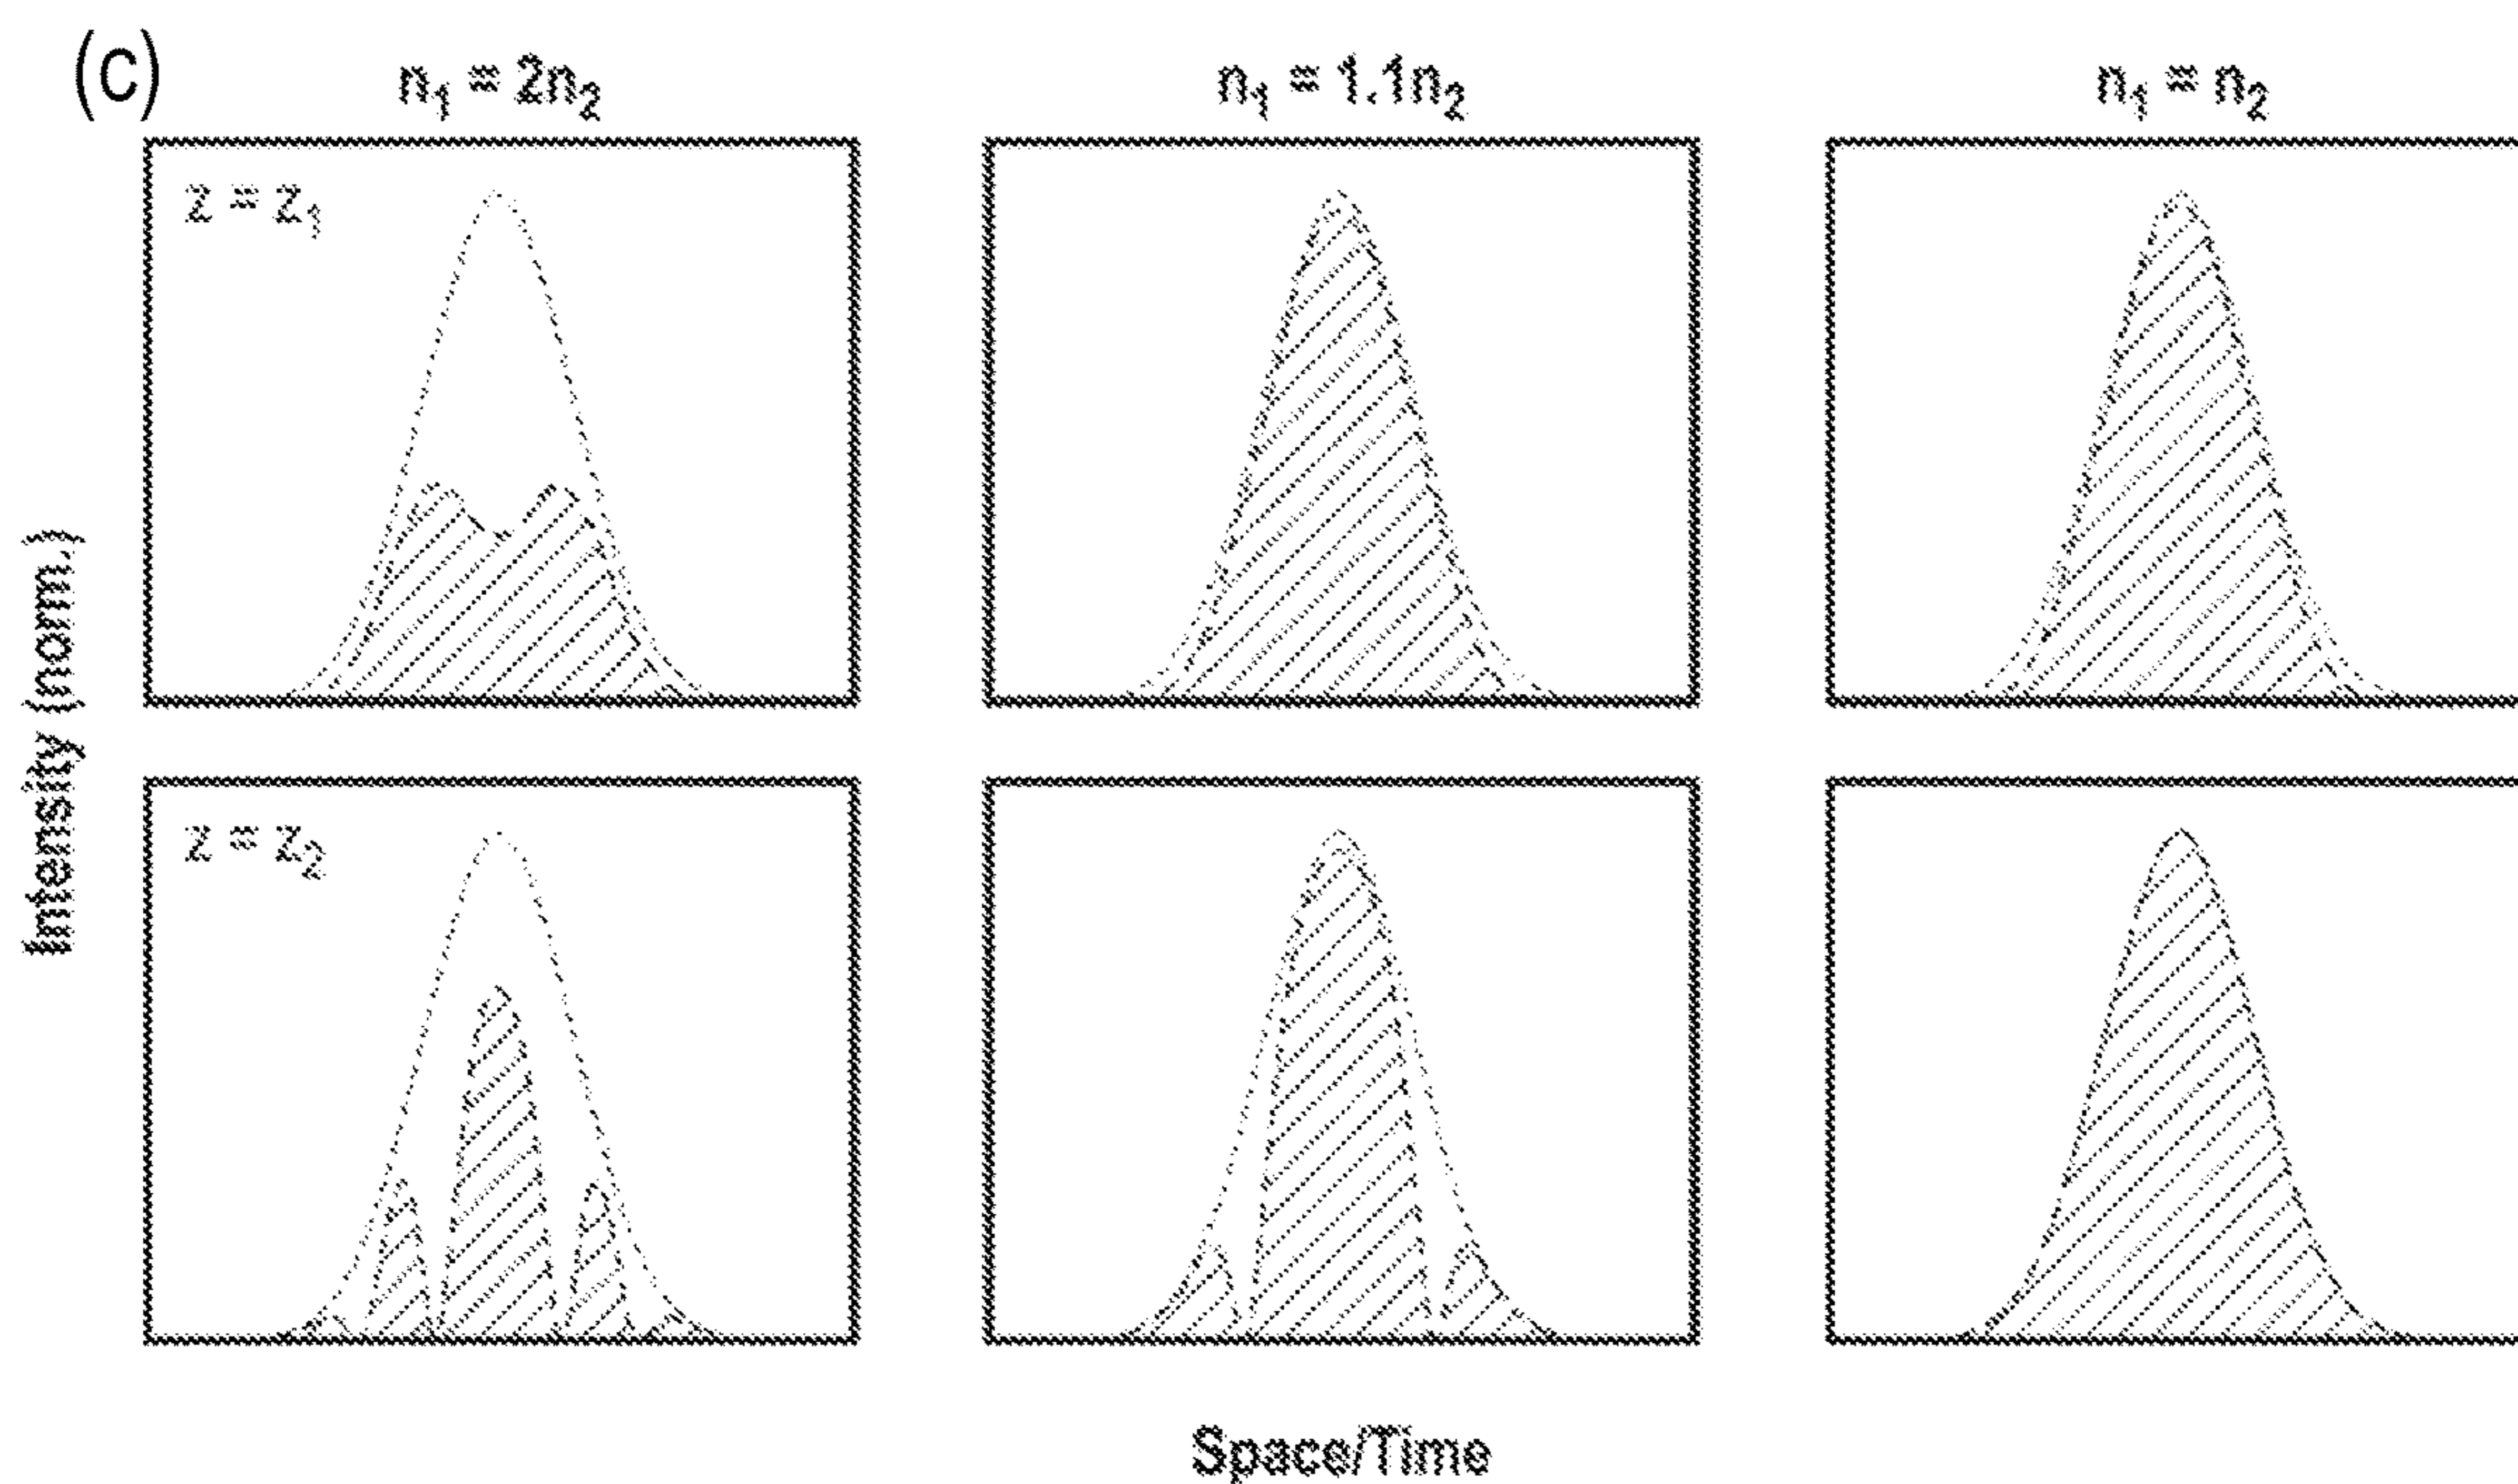 (c)
n₁ = 2n₂
n₁ = 1.1n₂
n₁ = n₂
z = z₁
Intensity (norm.)
z = z₂
Space/Time